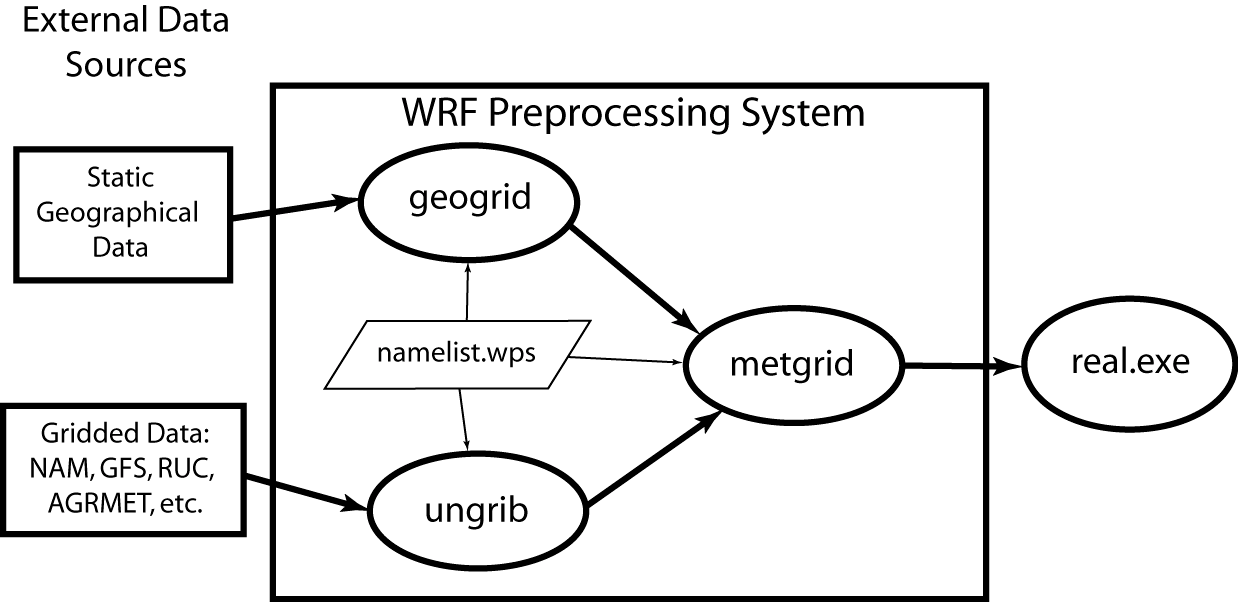 External Data
Sources
WRF Preprocessing System
Static
Geographical
Data
geogrid
namelist.wps
metgrid
real.exe
Gridded Data:
NAM, GFS, RUC,
AGRMET, etc.
ungrib